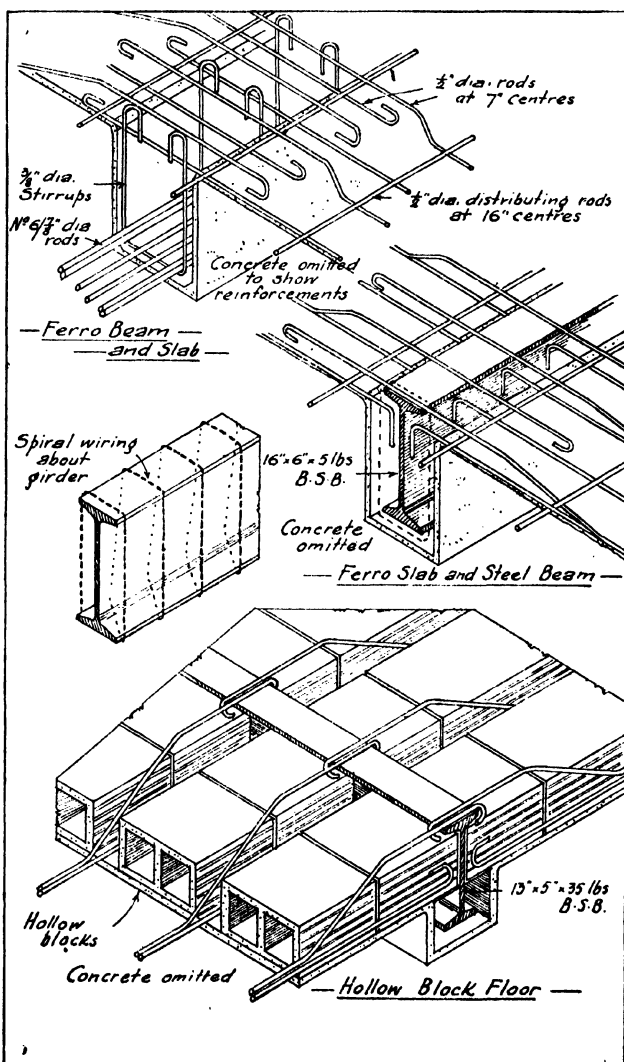 ½" dia. rods
at 7" centres
⅜" dia.
Stirrups
½" dia. distributing rods
at 16" centres
Nº 6/⅞" dia
rods
Concrete omitted
to show
reinforcements
— Ferro Beam —
— and Slab —
Spiral wiring
about
girder
16" x 6" x 5 lbs
B.S.B.
Concrete
omitted
— Ferro Slab and Steel Beam —
13" x 5" x 35 lbs
B.S.B.
Hollow
blocks
Concrete omitted
— Hollow Block Floor —